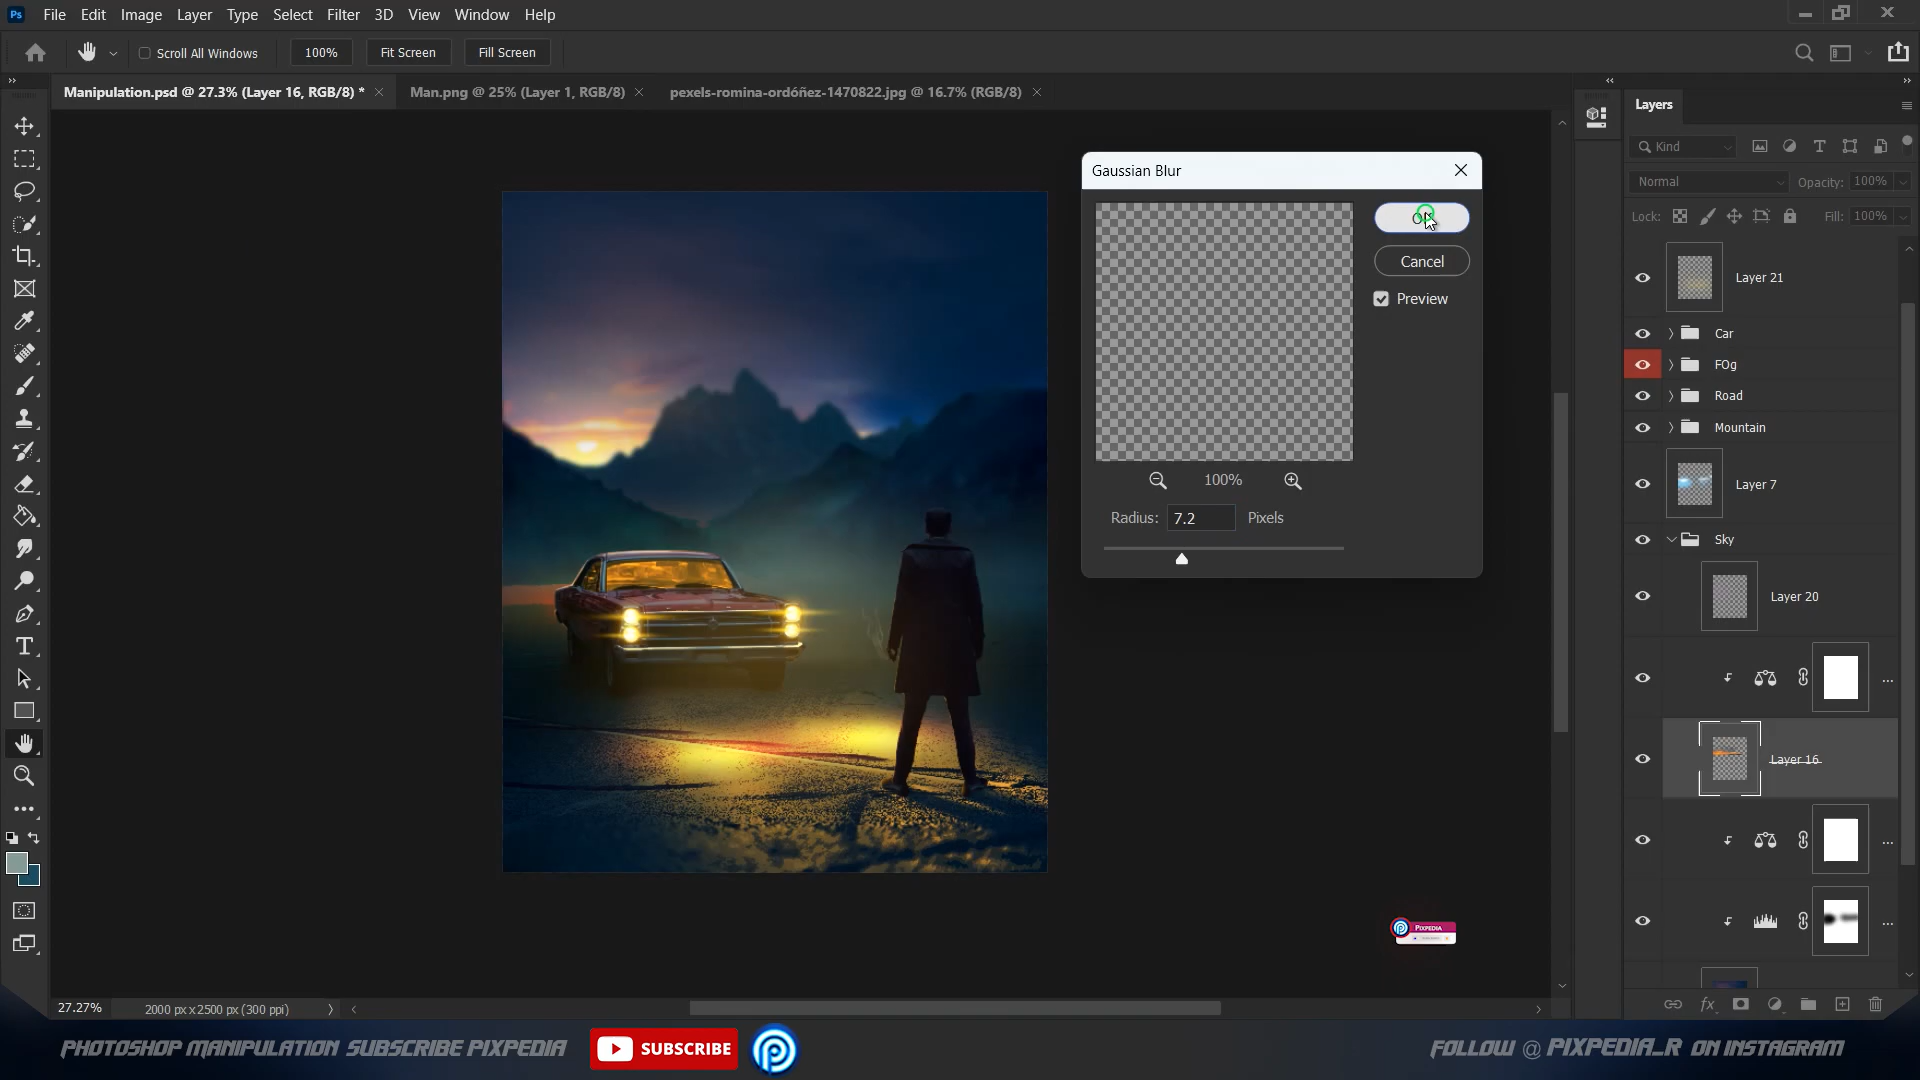 Ps File Edit Image Layer Type Select Filter 3D View Window Help
Scroll All Windows 100% Fit Screen Fill Screen
Manipulation.psd @ 27.3% (Layer 16, RGB/8) * Man.png @ 25% (Layer 1, RGB/8) pexels-romina-ordóñez-1470822.jpg @ 16.7% (RGB/8)
Layers
Kind
Normal Opacity: 100%
Lock: Fill: 100%
Gaussian Blur
Cancel
Preview
100%
Radius: 7.2 Pixels
Layer 21
Car
FOg
Road
Mountain
Layer 7
Sky
Layer 20
...
Layer 16
...
...
PIXPEDIA
fx
27.27% 2000 px x 2500 px (300 ppi)
PHOTOSHOP MANIPULATION SUBSCRIBE PIXPEDIA SUBSCRIBE FOLLOW @ PIXPEDIA_R ON INSTAGRAM